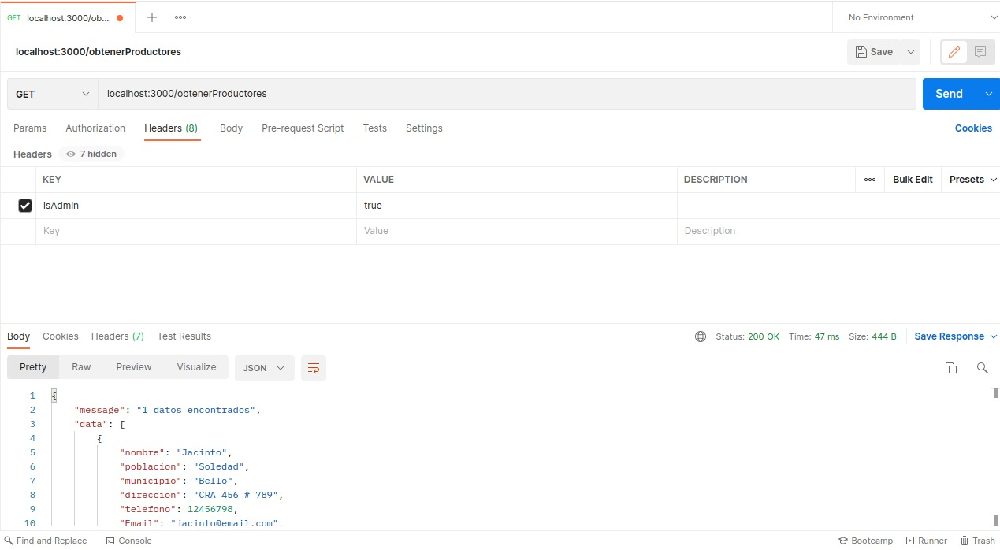 GET localhost:3000/ob...
No Environment
localhost:3000/obtenerProductores
Save
GET localhost:3000/obtenerProductores Send
Params Authorization Headers (8) Body Pre-request Script Tests Settings Cookies
Headers 7 hidden
KEY VALUE DESCRIPTION Bulk Edit Presets
isAdmin true
Key Value Description
Body Cookies Headers (7) Test Results Status: 200 OK Time: 47 ms Size: 444 B Save Response
Pretty Raw Preview Visualize JSON
1 {
2 "message": "1 datos encontrados",
3 "data": [
4 {
5 "nombre": "Jacinto",
6 "poblacion": "Soledad",
7 "municipio": "Bello",
8 "direccion": "CRA 456 # 789",
9 "telefono": 12456798,
10 "Email": "jacinto@email.com",
Find and Replace Console Bootcamp Runner Trash